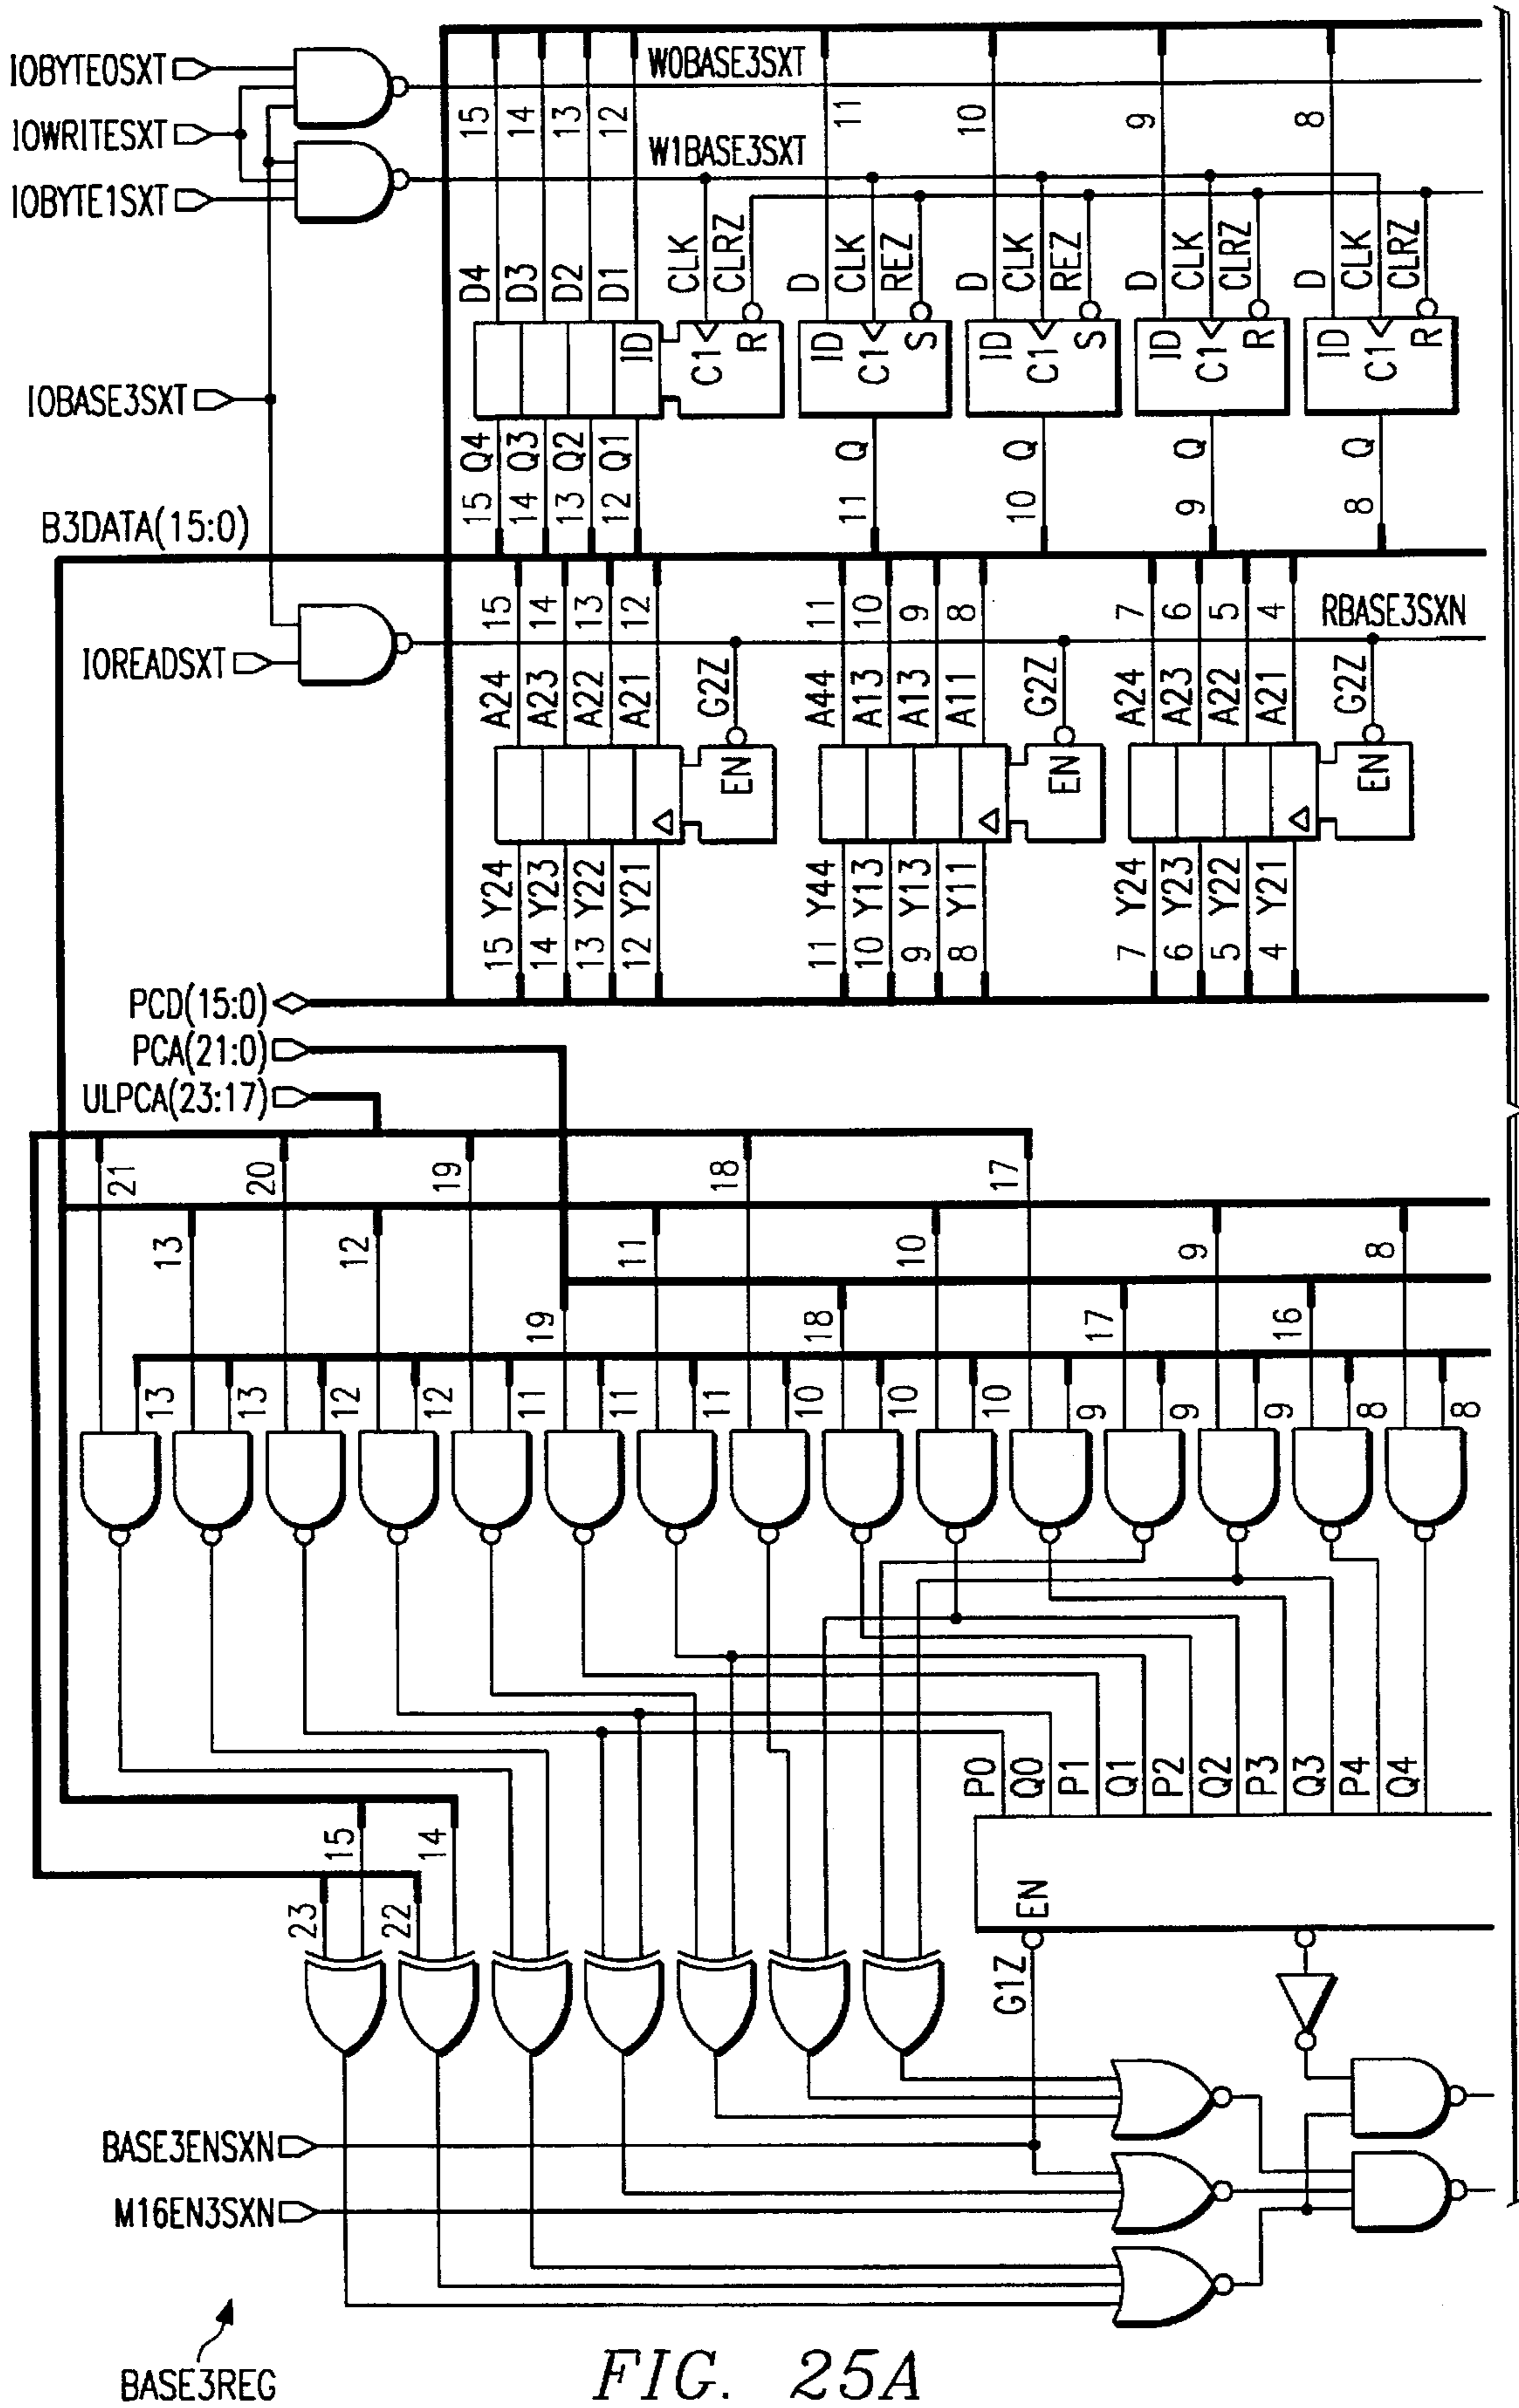 IOBYTE0SXT
IOWRITESXT
IOBYTE1SXT
W0BASE3SXT
W1BASE3SXT
15 14 13 12 11 10 9 8
D4 D3 D2 D1 CLK CLRZ D CLK REZ D CLK REZ D CLK CLRZ D CLK CLRZ
ID C1 R ID C1 S ID C1 S ID C1 R ID C1 R
IOBASE3SXT
Q4 Q3 Q2 Q1 Q Q Q Q
15 14 13 12 11 10 9 8
B3DATA(15:0)
15 14 13 12 11 10 9 8 7 6 5 4
RBASE3SXN
IOREADSXT
A24 A23 A22 A21 G2Z A44 A13 A13 A11 G2Z A24 A23 A22 A21 G2Z
EN EN EN
Y24 Y23 Y22 Y21 Y44 Y13 Y13 Y11 Y24 Y23 Y22 Y21
15 14 13 12 11 10 9 8 7 6 5 4
PCD(15:0)
PCA(21:0)
ULPCA(23:17)
21 20 19 18 17
13 12 11 10 9 8
19 18 17 16
13 13 12 12 11 11 11 10 10 10 9 9 9 8 8
P0 Q0 P1 Q1 P2 Q2 P3 Q3 P4 Q4
15 14
23 22
EN
G1Z
BASE3ENSXN
M16EN3SXN
BASE3REG
FIG. 25A